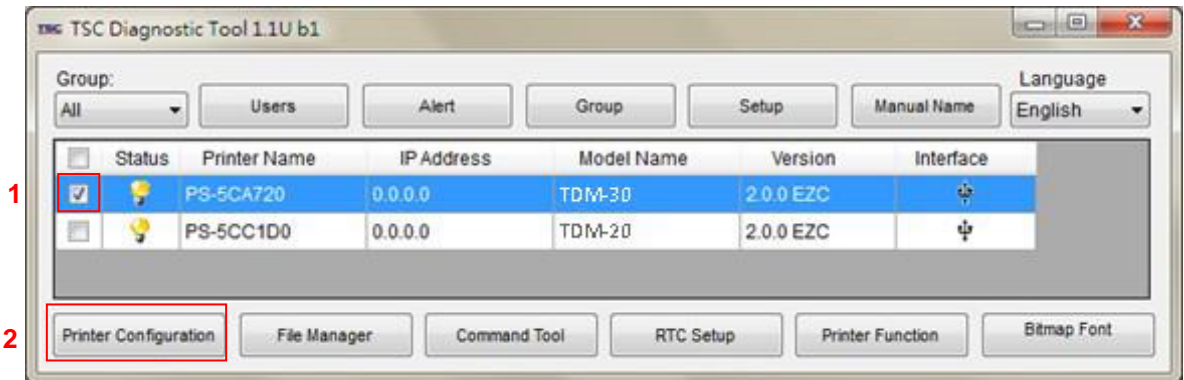 TSC TSC Diagnostic Tool 1.1U b1
Group: Language
All Users Alert Group Setup Manual Name English
Status Printer Name IP Address Model Name Version Interface
1 PS-5CA720 0.0.0.0 TDM-30 2.0.0 EZC
PS-5CC1D0 0.0.0.0 TDM-20 2.0.0 EZC
2 Printer Configuration File Manager Command Tool RTC Setup Printer Function Bitmap Font